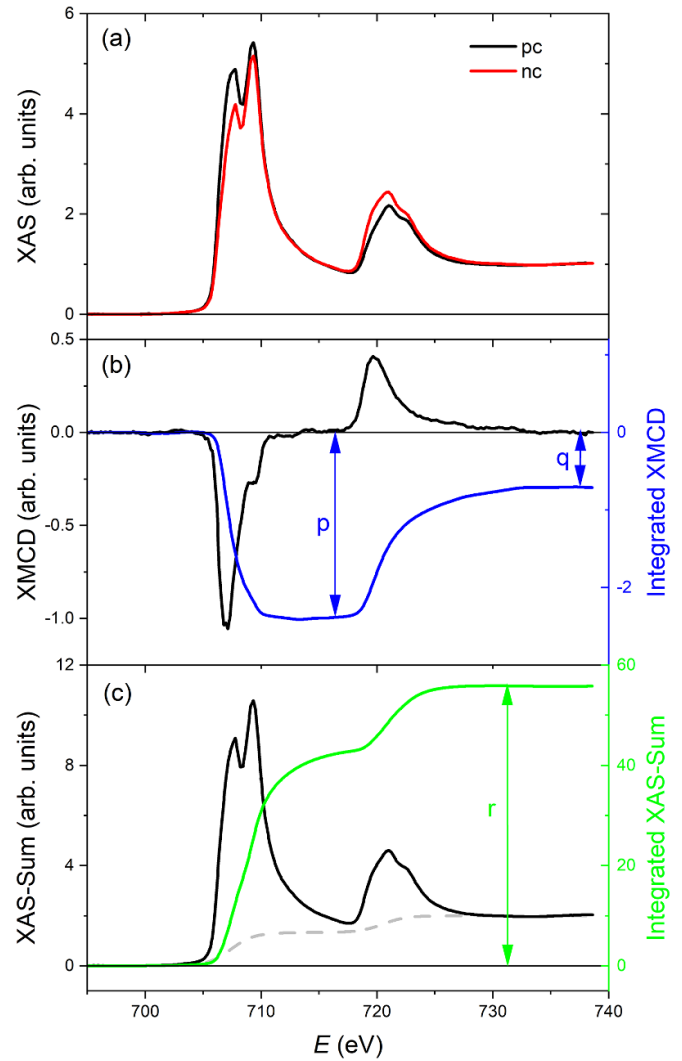 (a)
pc
nc
XAS (arb. units)
6
4
2
0
(b)
XMCD (arb. units)
0.5
0.0
-0.5
-1.0
p
q
0
-2
Integrated XMCD
(c)
XAS-Sum (arb. units)
12
8
4
0
r
60
40
20
0
Integrated XAS-Sum
700
710
720
730
740
E (eV)